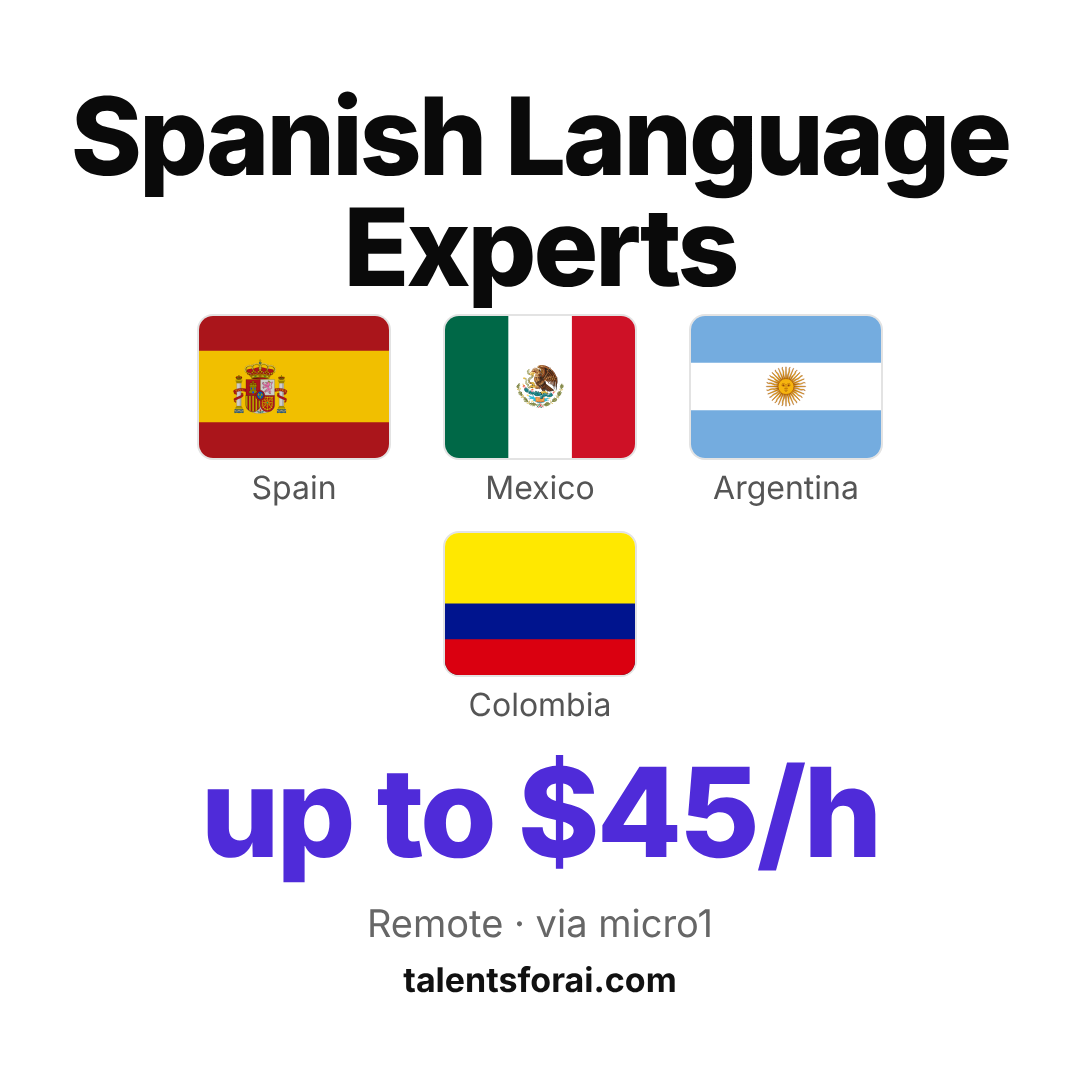 Spanish Language
Experts
Spain
Mexico
Argentina
Colombia
up to $45/h
Remote · via micro1
talentsforai.com